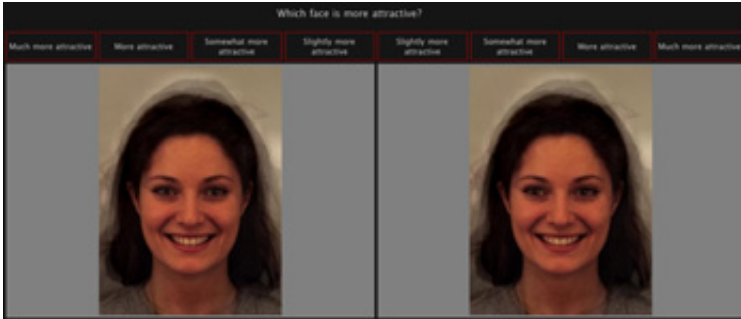 Which face is more attractive?
Much more attractive
More attractive
Somewhat more
attractive
Slightly more
attractive
Slightly more
attractive
Somewhat more
attractive
More attractive
Much more attractive